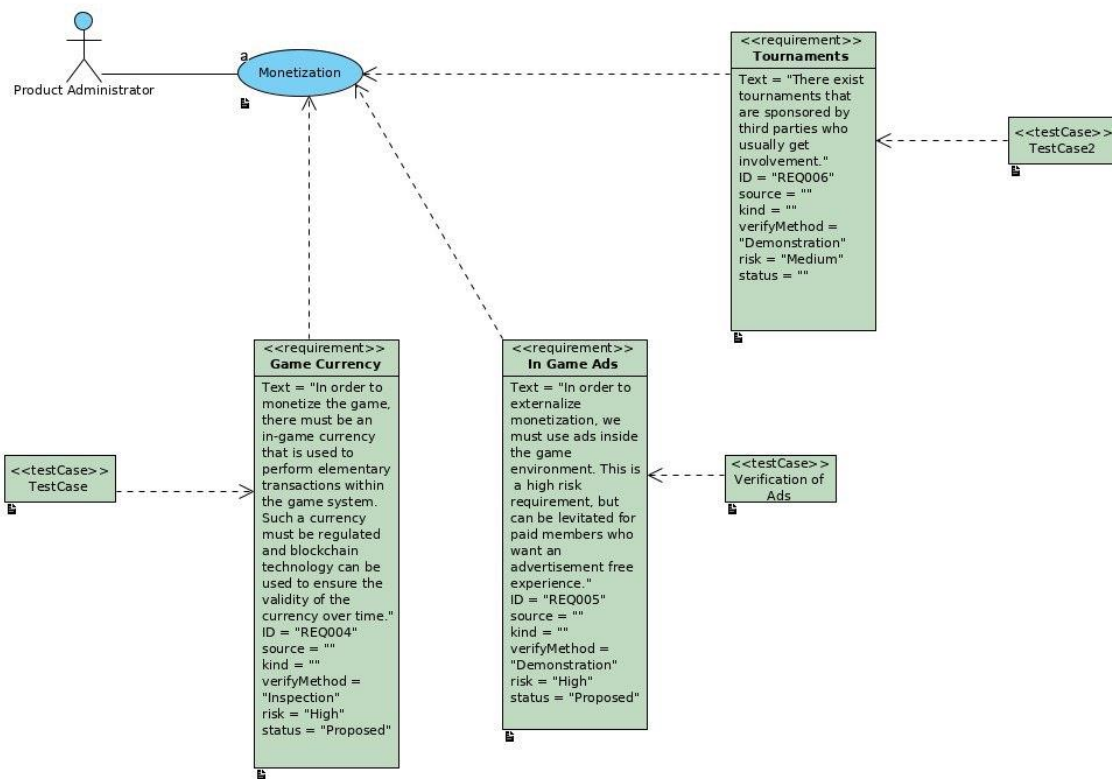 Product Administrator
a
Monetization
<<requirement>>
Tournaments
Text = "There exist
tournaments that
are sponsored by
third parties who
usually get
involvement."
ID = "REQ006"
source = ""
kind = ""
verifyMethod =
"Demonstration"
risk = "Medium"
status = ""
<<testCase>>
TestCase2
<<requirement>>
Game Currency
Text = "In order to
monetize the game,
there must be an
in-game currency
that is used to
perform elementary
transactions within
the game system.
Such a currency
must be regulated
and blockchain
technology can be
used to ensure the
validity of the
currency over time."
ID = "REQ004"
source = ""
kind = ""
verifyMethod =
"Inspection"
risk = "High"
status = "Proposed"
<<testCase>>
TestCase
<<requirement>>
In Game Ads
Text = "In order to
externalize
monetization, we
must use ads inside
the game
environment. This is
a high risk
requirement, but
can be levitated for
paid members who
want an
advertisement free
experience."
ID = "REQ005"
source = ""
kind = ""
verifyMethod =
"Demonstration"
risk = "High"
status = "Proposed"
<<testCase>>
Verification of
Ads